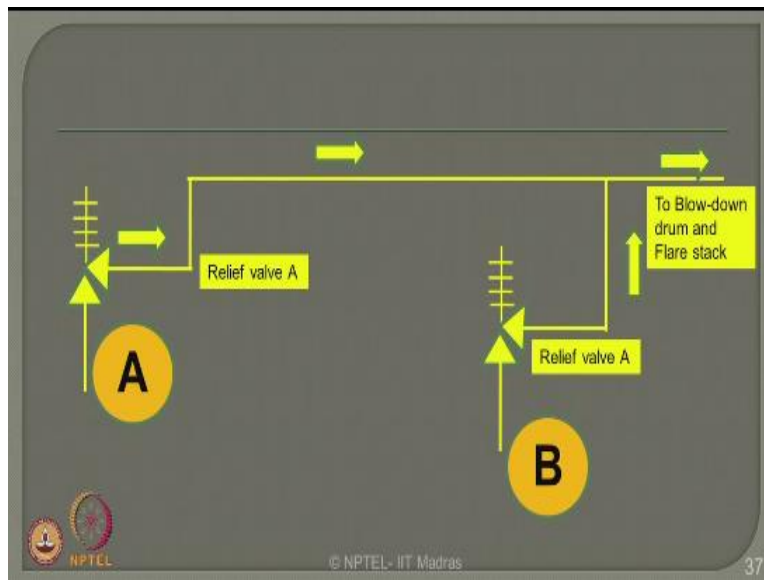 To Blow-down
drum and
Flare stack
Relief valve A
A
Relief valve A
B
NPTEL
© NPTEL- IIT Madras
37